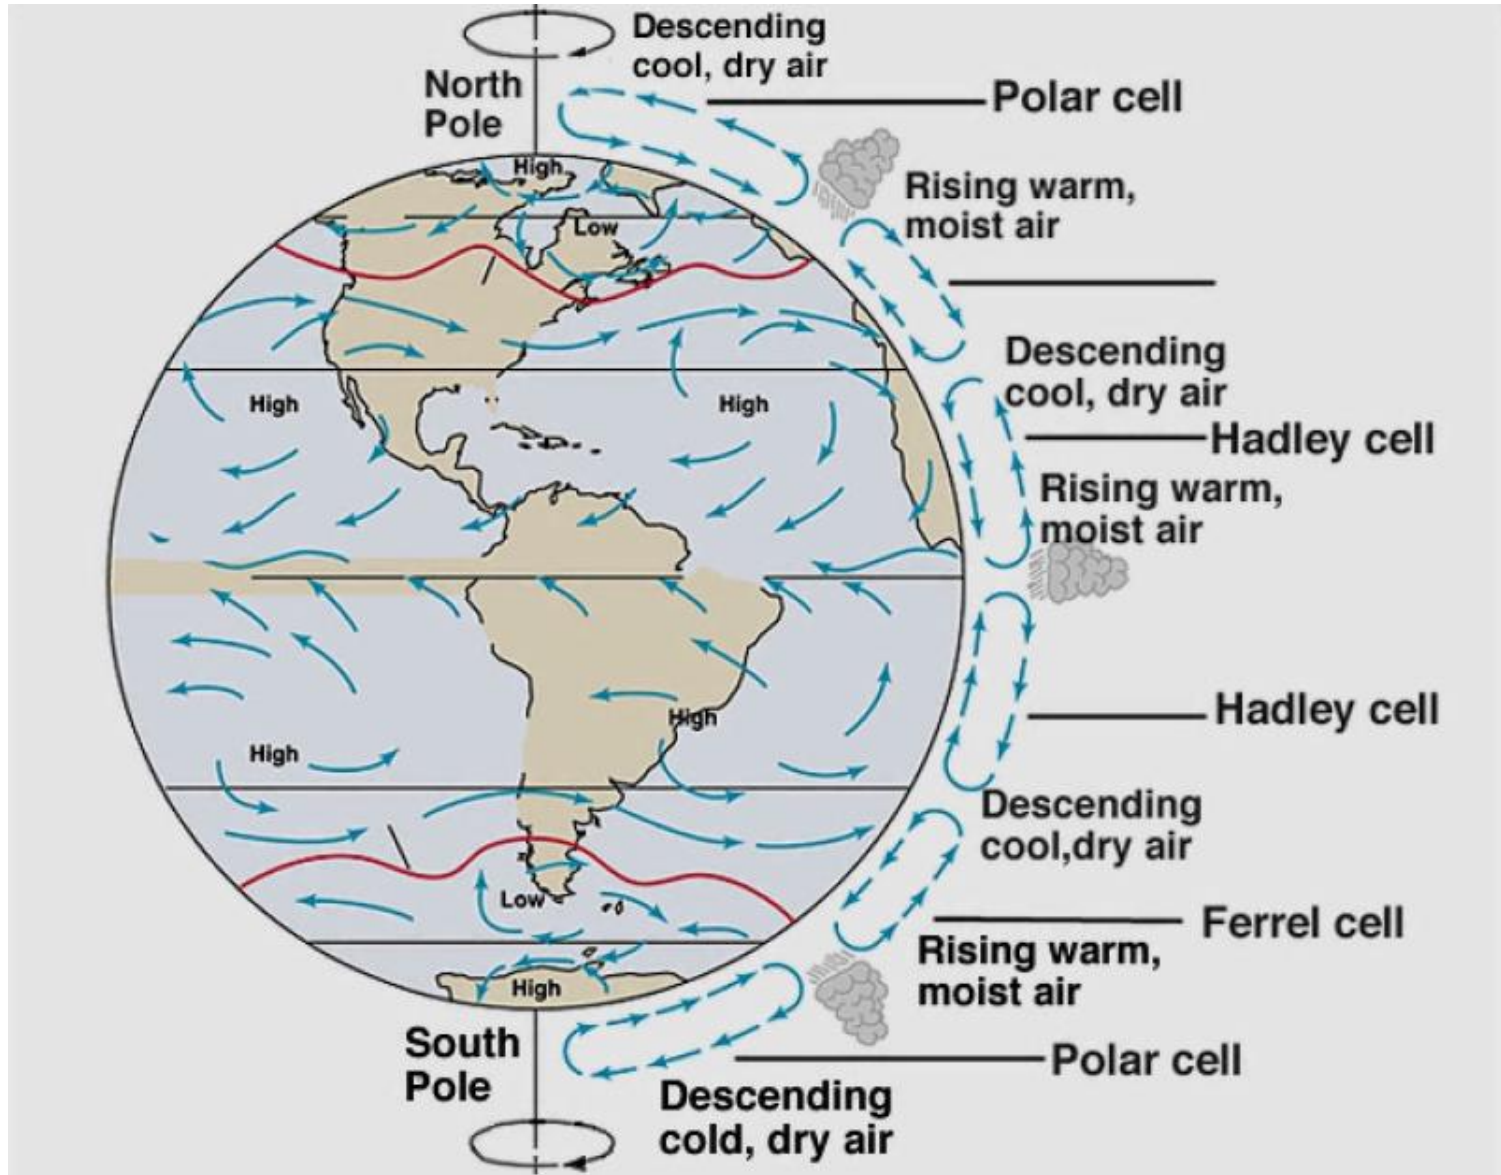 Descending
cool, dry air
North
Pole
Polar cell
High
Rising warm,
moist air
Low
Descending
cool, dry air
High
High
Hadley cell
Rising warm,
moist air
High
Hadley cell
High
Descending
cool,dry air
Low
Ferrel cell
Rising warm,
moist air
High
South
Pole
Polar cell
Descending
cold, dry air